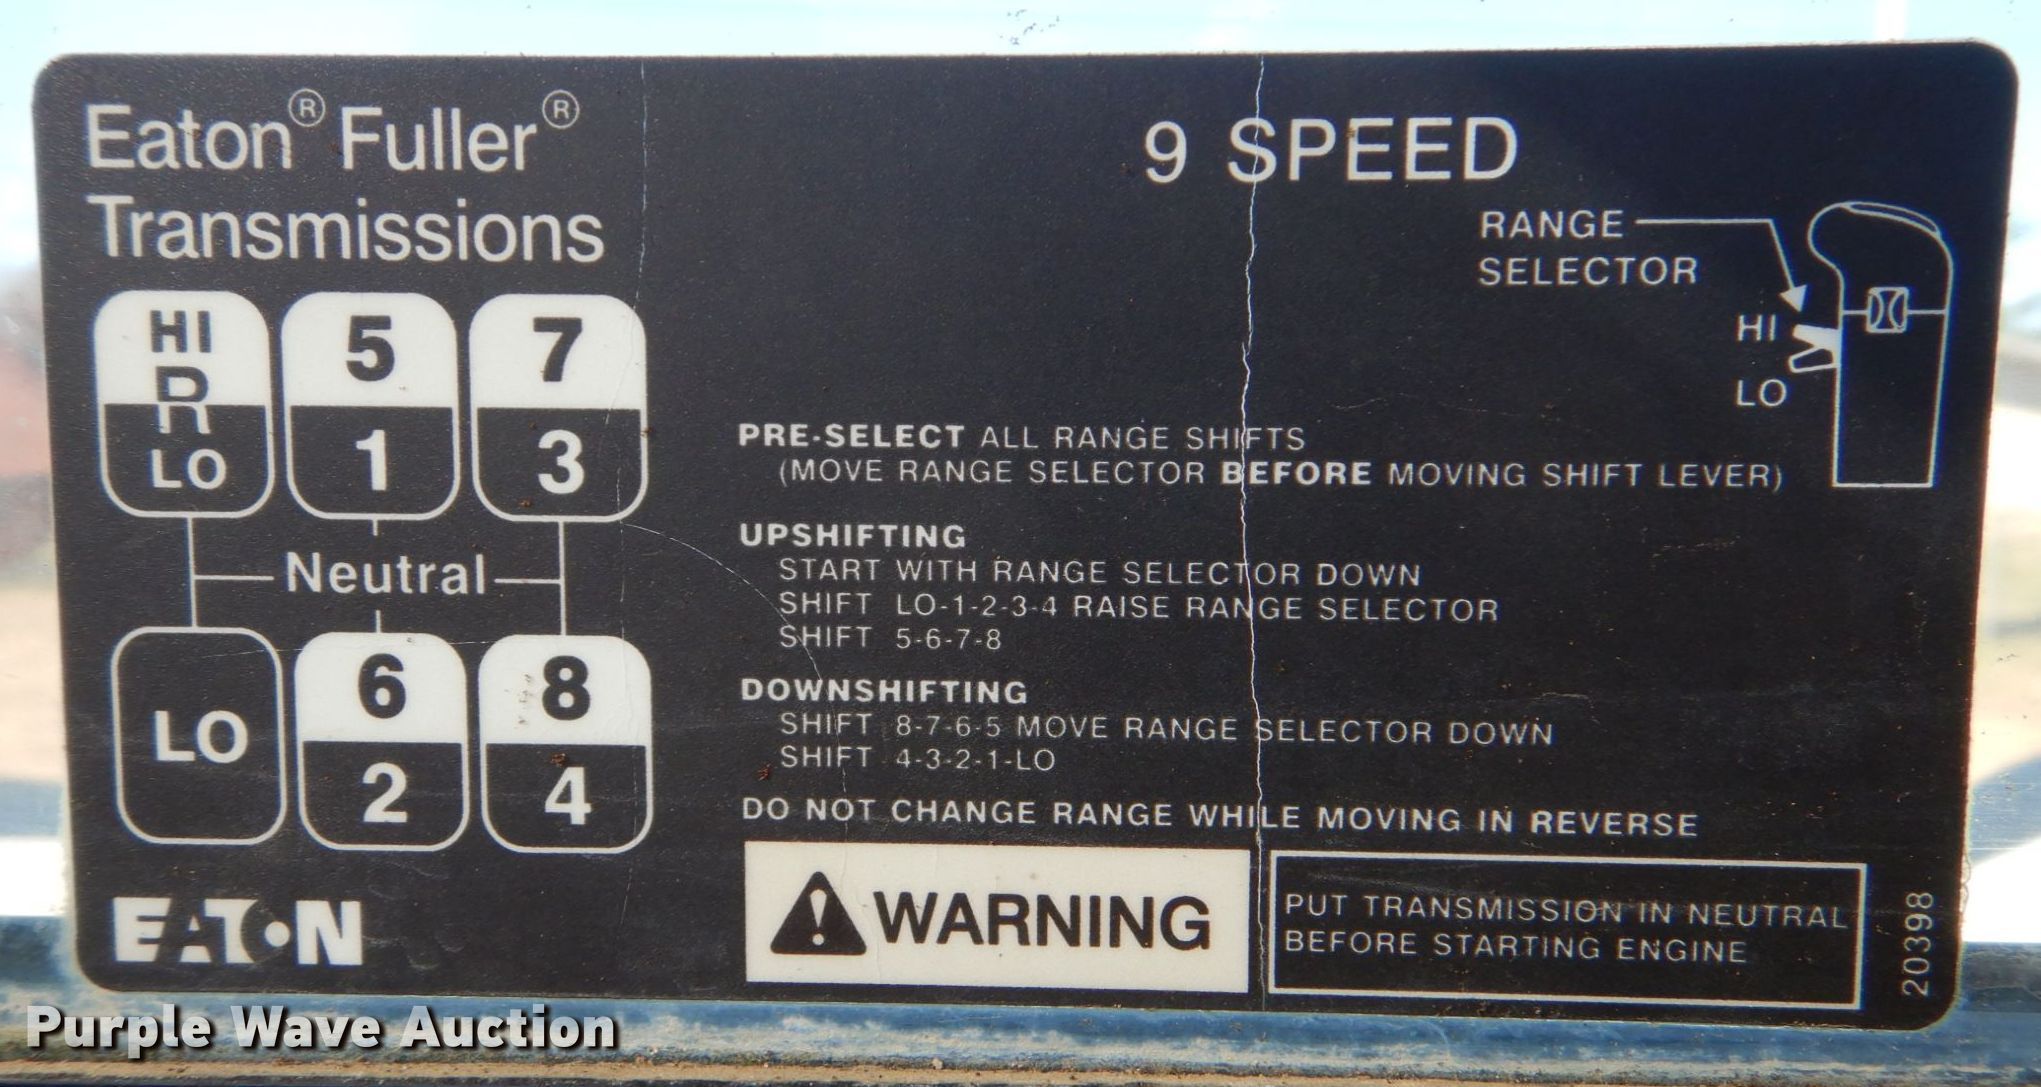 Eaton® Fuller®
Transmissions
9 SPEED
RANGE
SELECTOR
HI
LO
HI
R
LO
5
1
7
3
Neutral
LO
6
2
8
4
PRE-SELECT ALL RANGE SHIFTS
(MOVE RANGE SELECTOR BEFORE MOVING SHIFT LEVER)
UPSHIFTING
START WITH RANGE SELECTOR DOWN
SHIFT LO-1-2-3-4 RAISE RANGE SELECTOR
SHIFT 5-6-7-8
DOWNSHIFTING
SHIFT 8-7-6-5 MOVE RANGE SELECTOR DOWN
SHIFT 4-3-2-1-LO
DO NOT CHANGE RANGE WHILE MOVING IN REVERSE
WARNING
PUT TRANSMISSION IN NEUTRAL
BEFORE STARTING ENGINE
20398
EATON
Purple Wave Auction